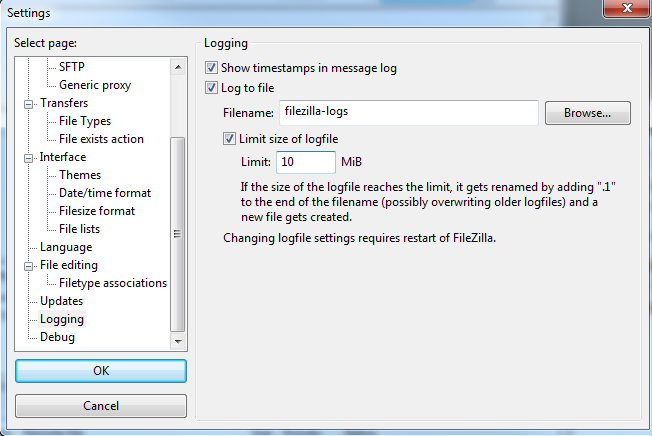 Settings
Select page:
SFTP
Generic proxy
Transfers
File Types
File exists action
Interface
Themes
Date/time format
Filesize format
File lists
Language
File editing
Filetype associations
Updates
Logging
Debug
OK
Cancel
Logging
Show timestamps in message log
Log to file
Filename: filezilla-logs Browse...
Limit size of logfile
Limit: 10 MiB
If the size of the logfile reaches the limit, it gets renamed by adding ".1"
to the end of the filename (possibly overwriting older logfiles) and a
new file gets created.
Changing logfile settings requires restart of FileZilla.